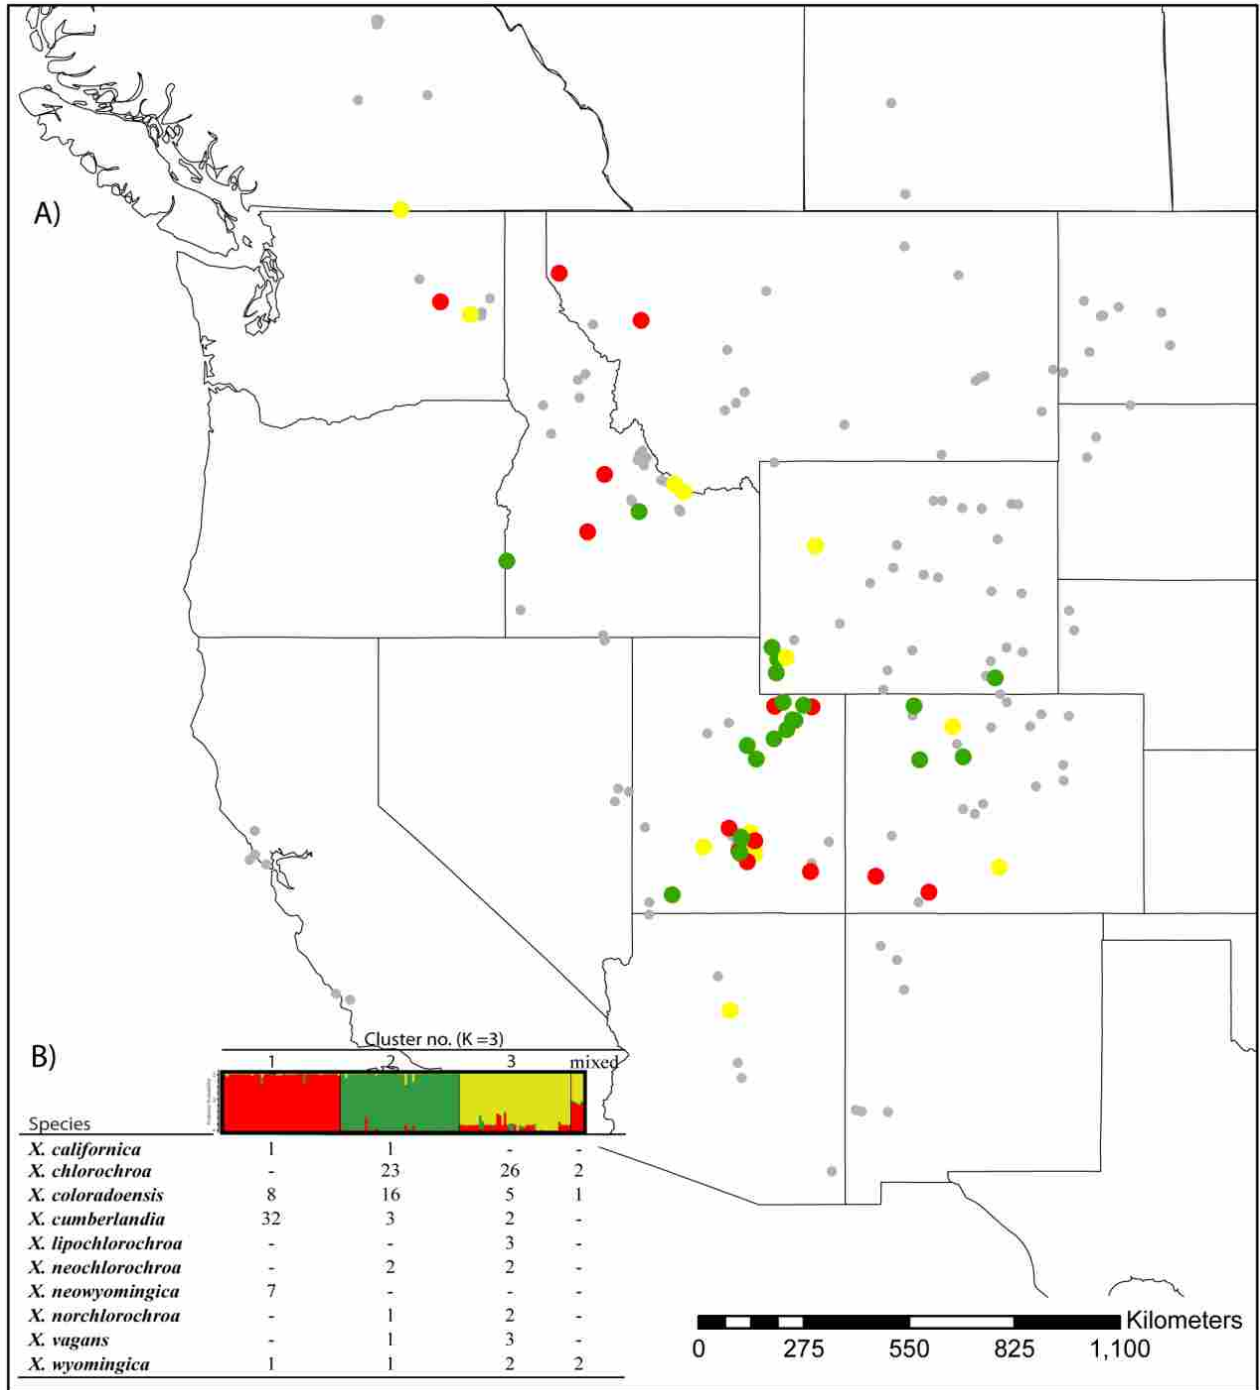 A)
B)
Cluster no. (K =3)
1 2 3 mixed
Species
X. californica 1 1 - -
X. chlorochroa - 23 26 2
X. coloradoensis 8 16 5 1
X. cumberlandia 32 3 2 -
X. lipochlorochroa - - 3 -
X. neochlorochroa - 2 2 -
X. neowyomingica 7 - - -
X. norchlorochroa - 1 2 -
X. vagans - 1 3 -
X. wyomingica 1 1 2 2
Kilometers
0 275 550 825 1,100